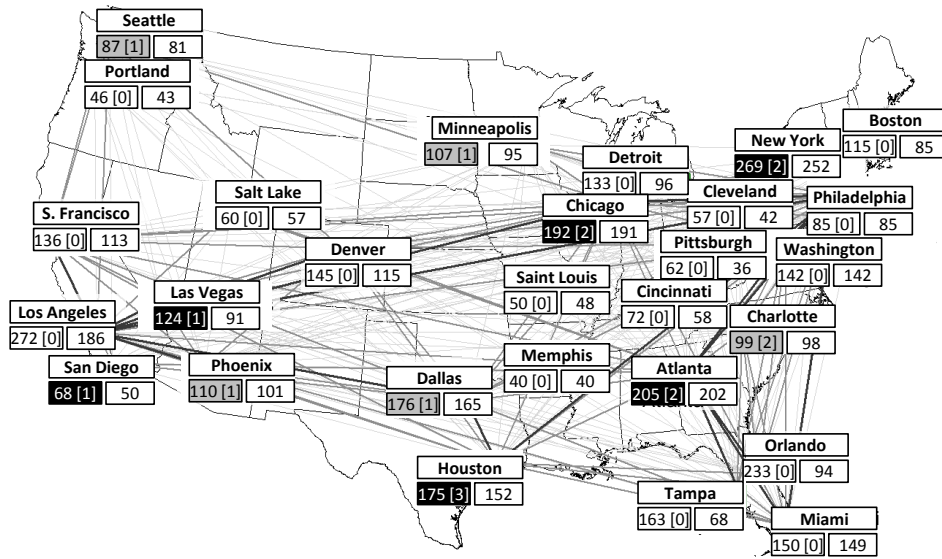 Seattle
87 [1] 81
Portland
46 [0] 43
Minneapolis
107 [1] 95
Boston
115 [0] 85
New York
269 [2] 252
Detroit
133 [0] 96
Salt Lake
60 [0] 57
Cleveland
57 [0] 42
Philadelphia
85 [0] 85
S. Francisco
136 [0] 113
Chicago
192 [2] 191
Denver
145 [0] 115
Pittsburgh
62 [0] 36
Washington
142 [0] 142
Saint Louis
50 [0] 48
Las Vegas
124 [1] 91
Cincinnati
72 [0] 58
Los Angeles
272 [0] 186
Charlotte
99 [2] 98
San Diego
68 [1] 50
Phoenix
110 [1] 101
Dallas
176 [1] 165
Memphis
40 [0] 40
Atlanta
205 [2] 202
Orlando
233 [0] 94
Houston
175 [3] 152
Tampa
163 [0] 68
Miami
150 [0] 149